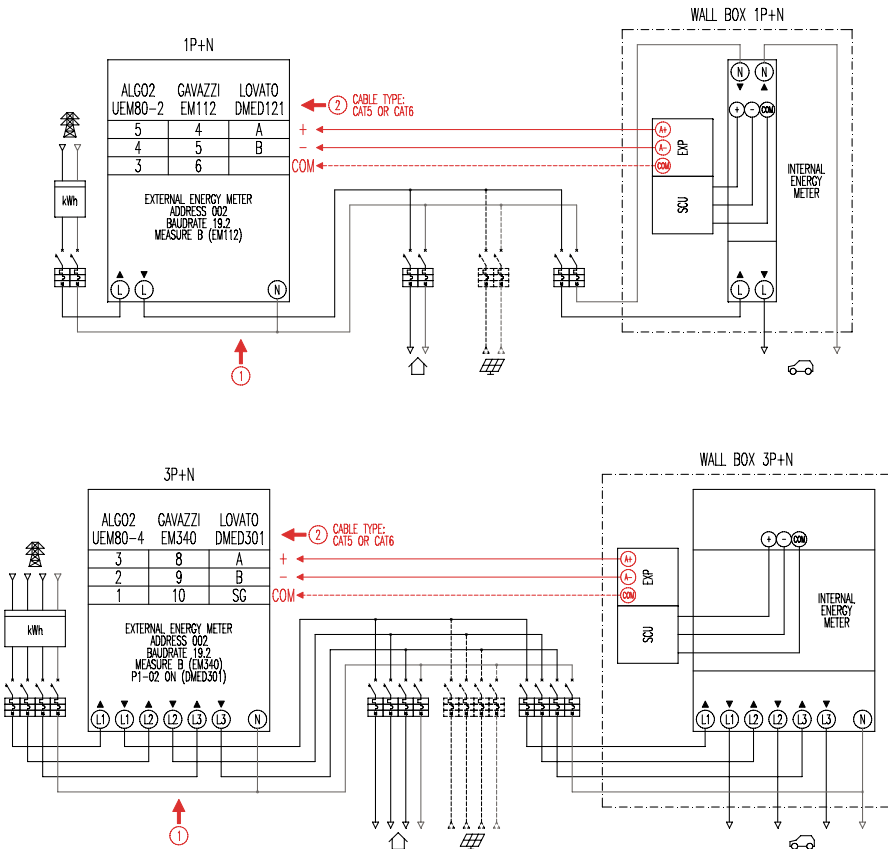 WALL BOX 1P+N
1P+N
ALGO2 GAVAZZI LOVATO
UEM80-2 EM112 DMED121
2 CABLE TYPE:
CAT5 OR CAT6
5 4 A +
4 5 B -
3 6 COM
EXTERNAL ENERGY METER
ADDRESS 002
BAUDRATE 19.2
MEASURE B (EM112)
kWh
L L N
1
A+
A-
COM
EXP
SCU
N N
+ - COM
INTERNAL
ENERGY
METER
L L
WALL BOX 3P+N
3P+N
ALGO2 GAVAZZI LOVATO
UEM80-4 EM340 DMED301
2 CABLE TYPE:
CAT5 OR CAT6
3 8 A +
2 9 B -
1 10 SG COM
EXTERNAL ENERGY METER
ADDRESS 002
BAUDRATE 19.2
MEASURE B (EM340)
P1-02 ON (DMED301)
kWh
L1 L1 L2 L2 L3 L3 N
1
A+
A-
COM
EXP
SCU
+ - COM
INTERNAL
ENERGY
METER
L1 L1 L2 L2 L3 L3 N